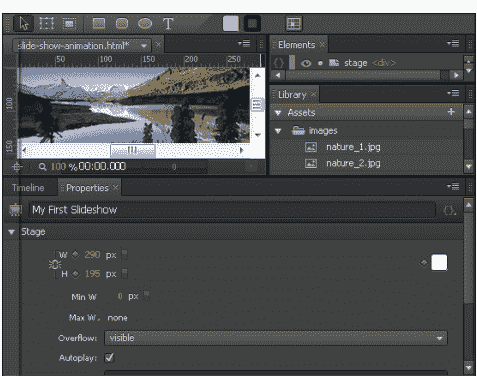 T
slide-show-animation.html*
50 100 150 200 250
100
150
100 % 00:00.000 0
Elements
{} stage <div>
Library
Assets
images
nature_1.jpg
nature_2.jpg
Timeline Properties
My First Slideshow {}.
Stage
W 290 px
H 195 px
Min W 0 px
Max W . none
Overflow: visible
Autoplay: